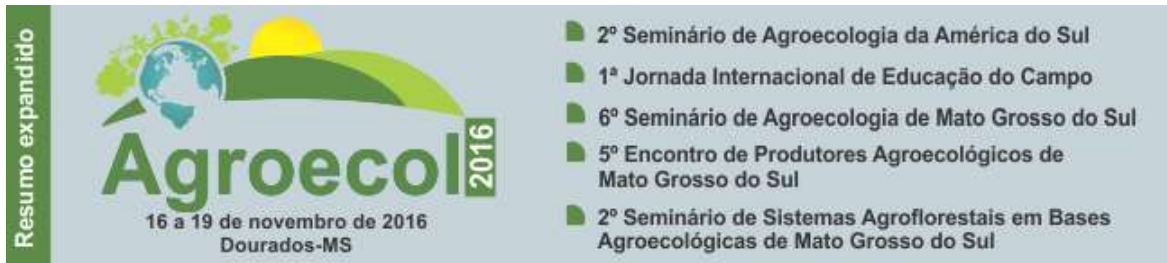 Resumo expandido
Agroecol
2016
16 a 19 de novembro de 2016
Dourados-MS
2º Seminário de Agroecologia da América do Sul
1ª Jornada Internacional de Educação do Campo
6º Seminário de Agroecologia de Mato Grosso do Sul
5º Encontro de Produtores Agroecológicos de
Mato Grosso do Sul
2º Seminário de Sistemas Agroflorestais em Bases
Agroecológicas de Mato Grosso do Sul